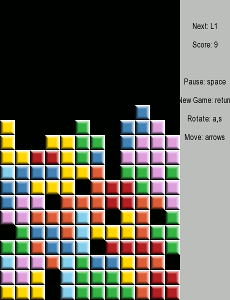 Next: L1
Score: 9
Pause: space
New Game: return
Rotate: a,s
Move: arrows